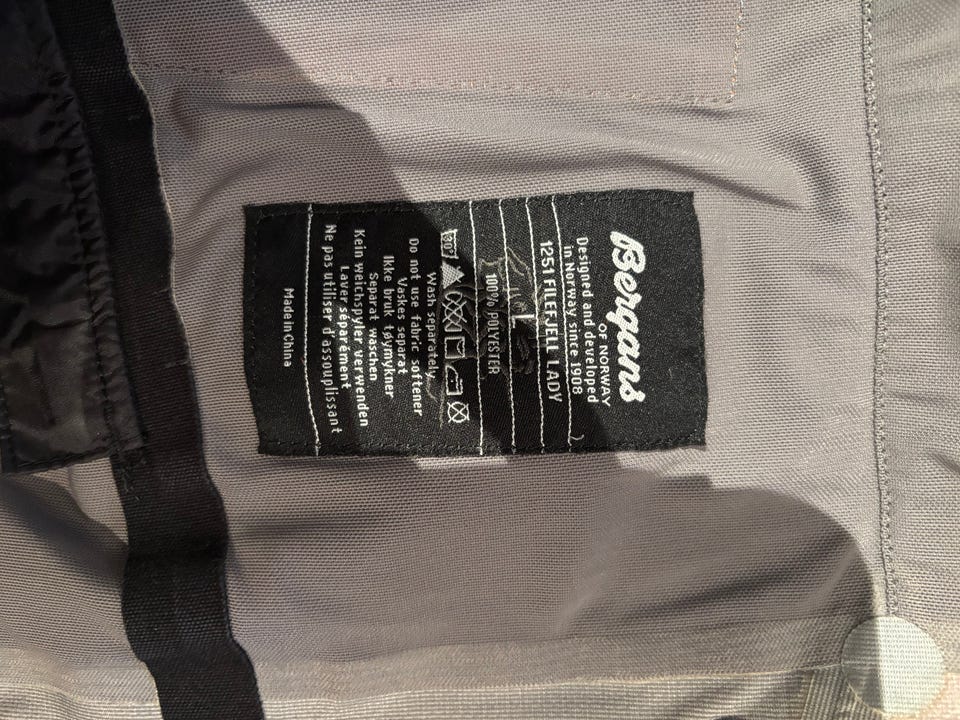 Bergans
OF NORWAY
Designed and developed
in Norway since 1908
1251 FILEFJELL LADY
L
100% POLYESTER
Wash separately
Do not use fabric softener
Vaskes separat
Ikke bruk tøymykner
Separat waschen
Kein weichspyler verwenden
Laver séparément
Ne pas utiliser d'assouplissant
Made in China